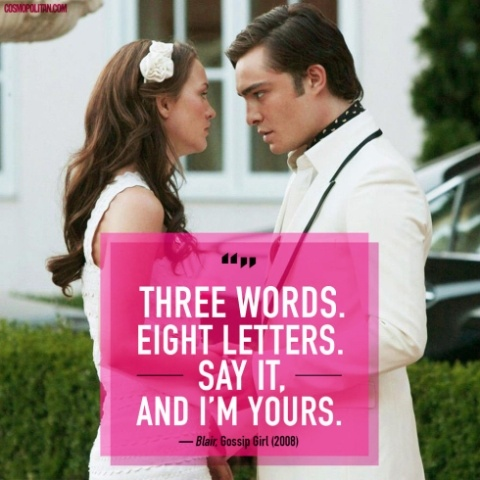 COSMOPOLITAN.COM
THREE WORDS.
EIGHT LETTERS.
SAY IT,
AND I'M YOURS.
— Blair, Gossip Girl (2008)